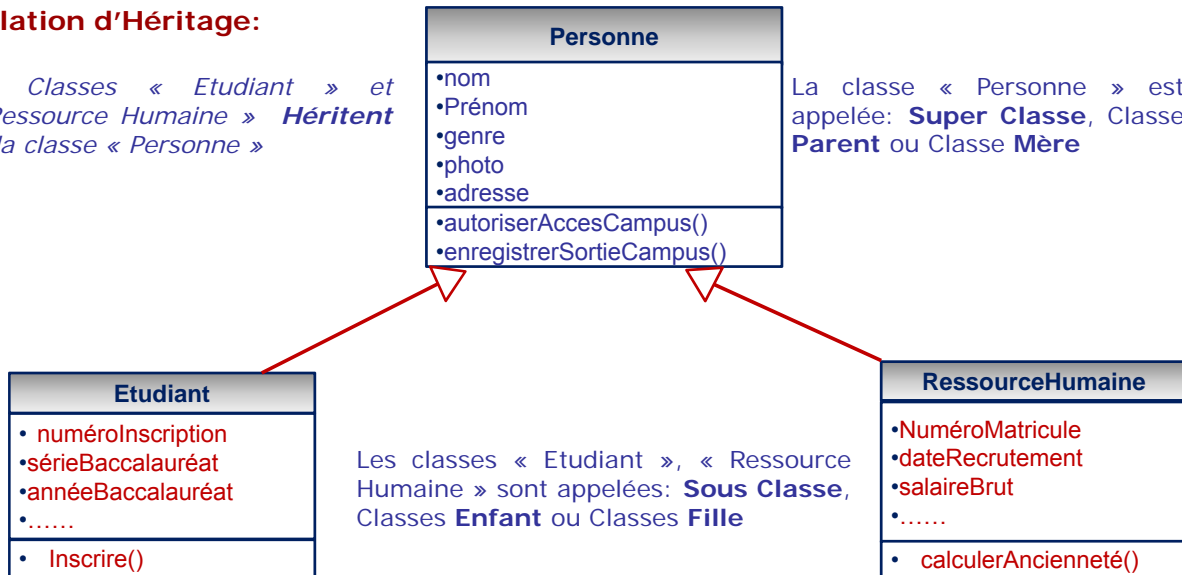 lation d'Héritage:
Classes « Etudiant » et
Ressource Humaine » Héritent
la classe « Personne »
Personne
•nom
•Prénom
•genre
•photo
•adresse
•autoriserAccesCampus()
•enregistrerSortieCampus()
La classe « Personne » est
appelée: Super Classe, Classe
Parent ou Classe Mère
Etudiant
• numéroInscription
•sérieBaccalauréat
•annéeBaccalauréat
•……
• Inscrire()
Les classes « Etudiant », « Ressource
Humaine » sont appelées: Sous Classe,
Classes Enfant ou Classes Fille
RessourceHumaine
•NuméroMatricule
•dateRecrutement
•salaireBrut
•……
• calculerAncienneté()